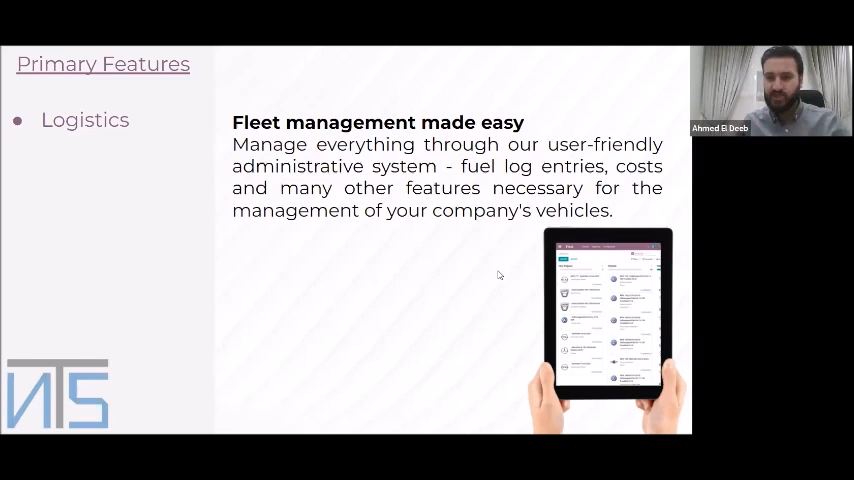 Primary Features
● Logistics
Fleet management made easy
Manage everything through our user-friendly
administrative system - fuel log entries, costs
and many other features necessary for the
management of your company's vehicles.
Ahmed El Deeb
NTS
Fleet